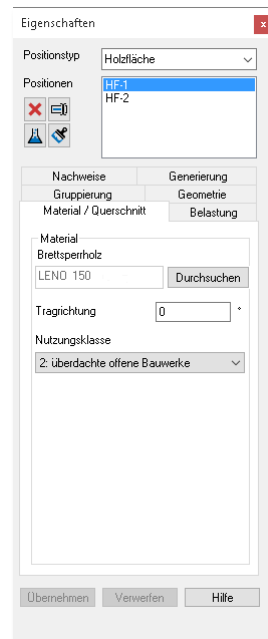 Eigenschaften
Positionstyp Holzfläche
Positionen HF-1
HF-2
Nachweise Generierung
Gruppierung Geometrie
Material / Querschnitt Belastung
Material
Brettsperrholz
LENO 150 Durchsuchen
Tragrichtung 0 °
Nutzungsklasse
2: überdachte offene Bauwerke
Übernehmen Verwerfen Hilfe